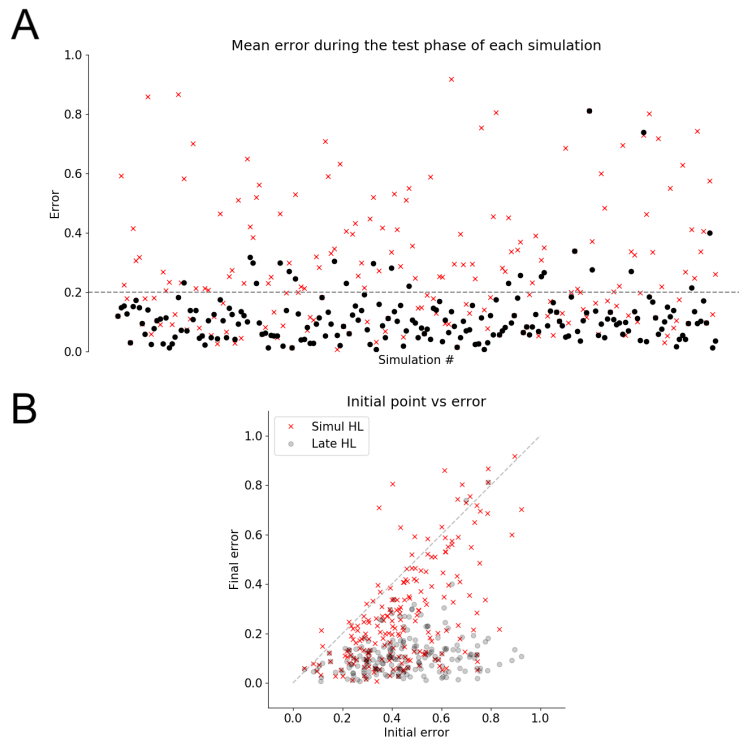 A
Mean error during the test phase of each simulation
1.0
0.8
0.6
0.4
0.2
0.0
Error
Simulation #
B
Initial point vs error
Simul HL
Late HL
1.0
0.8
0.6
0.4
0.2
0.0
Final error
0.0 0.2 0.4 0.6 0.8 1.0
Initial error